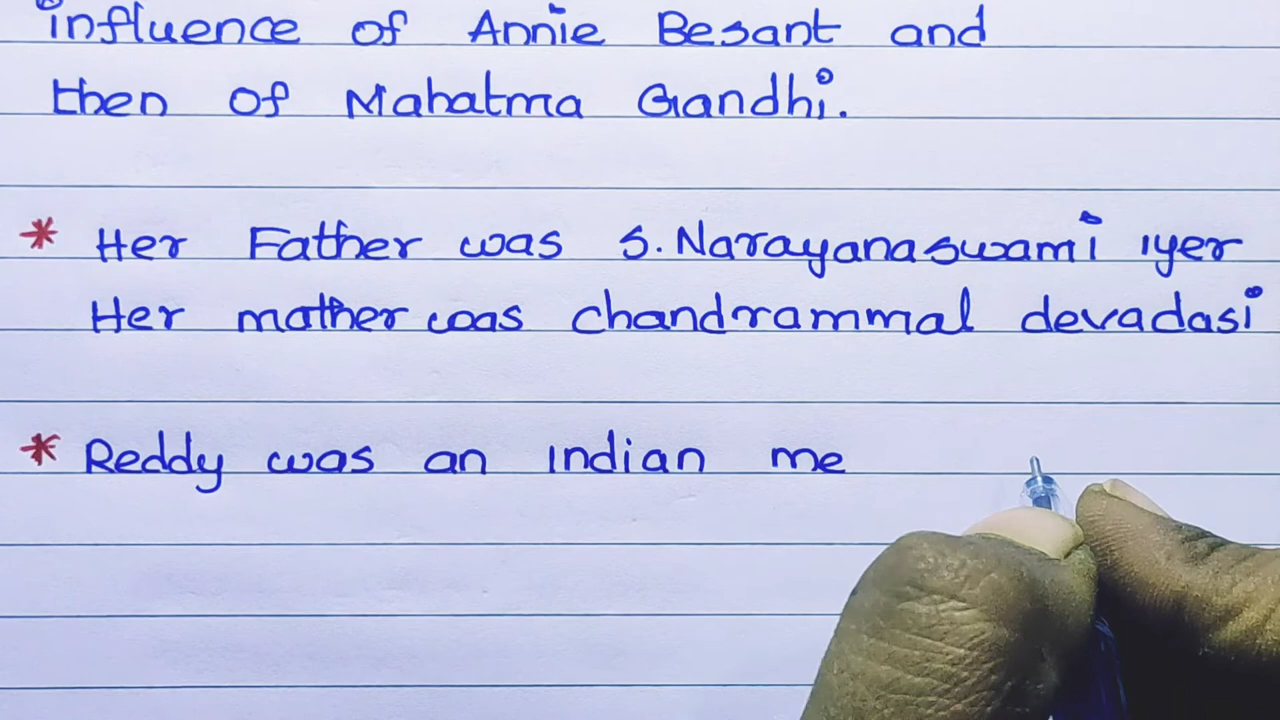 influence of Annie Besant and
then of Mahatma Gandhi.
* Her Father was S. Narayanaswami iyer
Her mather was chandrammal devadasi
* Reddy was an Indian me